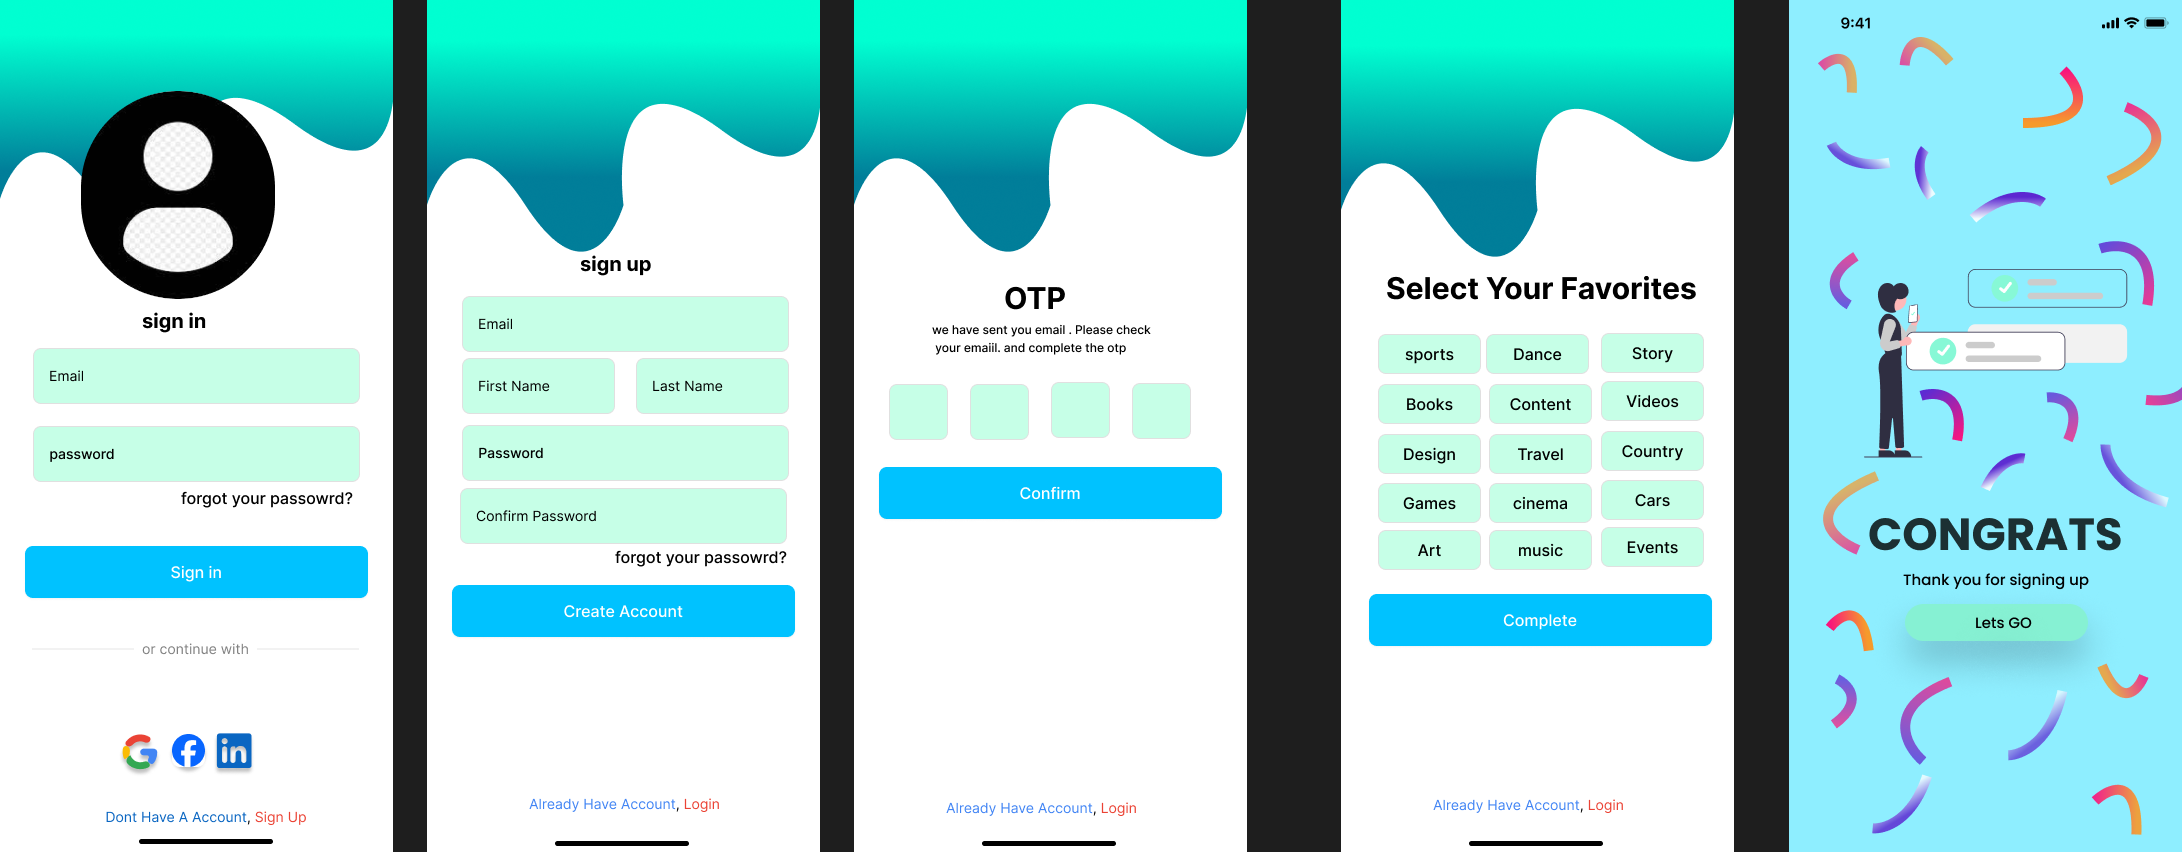 sign in
Email
password
forgot your passowrd?
Sign in
or continue with
in
Dont Have A Account, Sign Up
sign up
Email
First Name Last Name
Password
Confirm Password
forgot your passowrd?
Create Account
Already Have Account, Login
OTP
we have sent you email . Please check
your emaiil. and complete the otp
Confirm
Already Have Account, Login
Select Your Favorites
sports Dance Story
Books Content Videos
Design Travel Country
Games cinema Cars
Art music Events
Complete
Already Have Account, Login
9:41
CONGRATS
Thank you for signing up
Lets GO